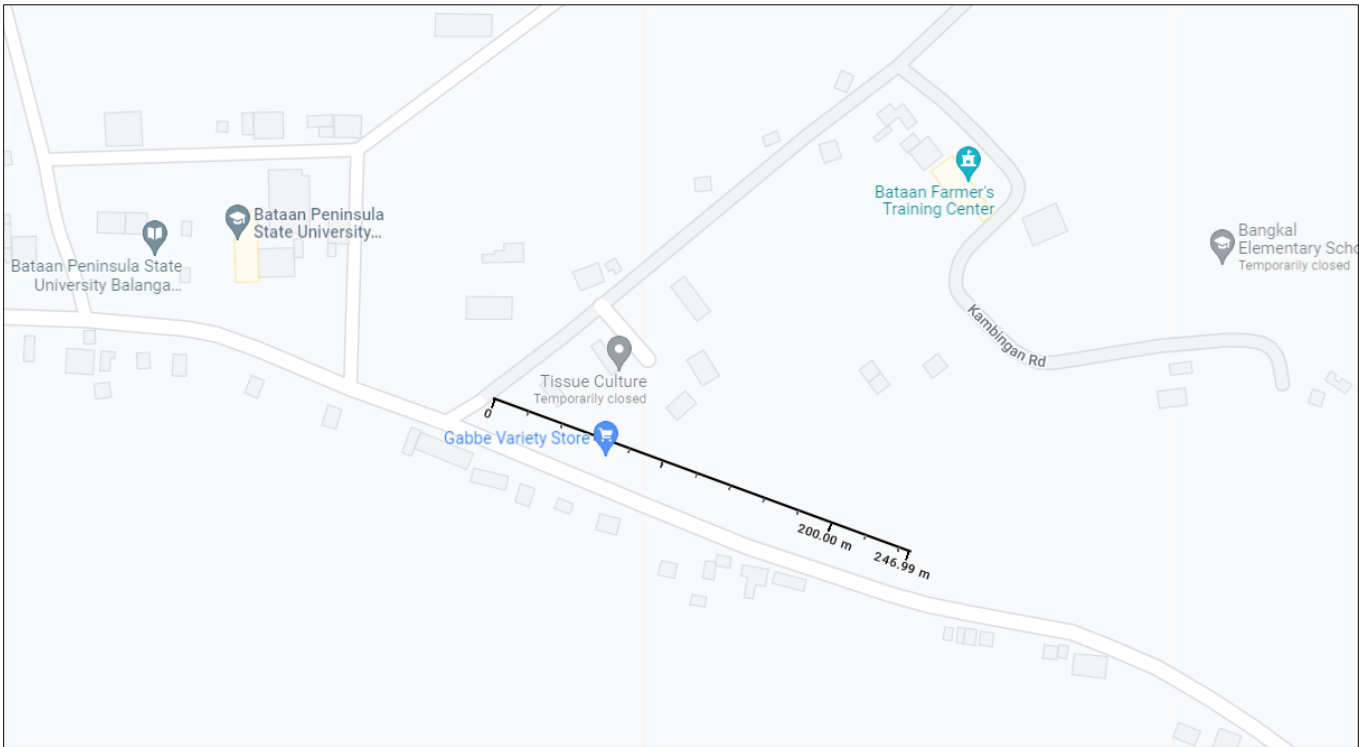 Bataan Peninsula
State University...
Bataan Peninsula State
University Balanga...
Bataan Farmer's
Training Center
Bangkal
Elementary Scho
Temporarily closed
Kambingan Rd
Tissue Culture
Temporarily closed
0
Gabbe Variety Store
200.00 m
246.99 m